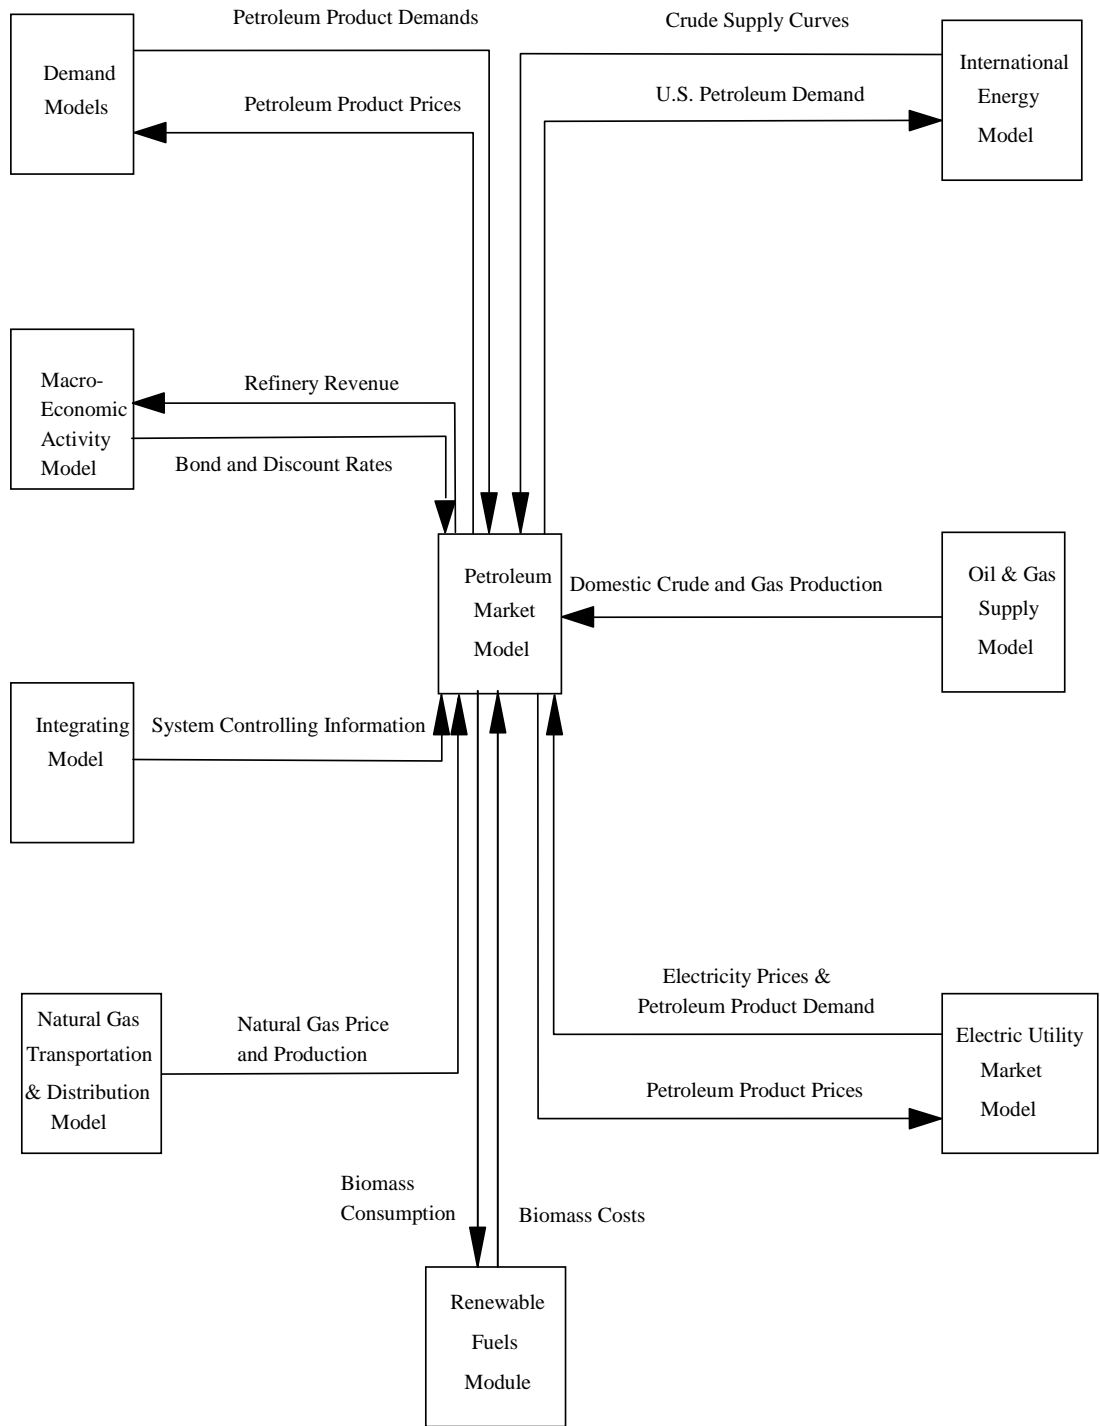 Petroleum Product Demands
Crude Supply Curves
Demand
Models
International
Energy
Model
Petroleum Product Prices
U.S. Petroleum Demand
Macro-
Economic
Activity
Model
Refinery Revenue
Bond and Discount Rates
Petroleum
Market
Model
Domestic Crude and Gas Production
Oil & Gas
Supply
Model
Integrating
Model
System Controlling Information
Electricity Prices &
Petroleum Product Demand
Natural Gas
Transportation
& Distribution
Model
Natural Gas Price
and Production
Electric Utility
Market
Model
Petroleum Product Prices
Biomass
Consumption
Biomass Costs
Renewable
Fuels
Module